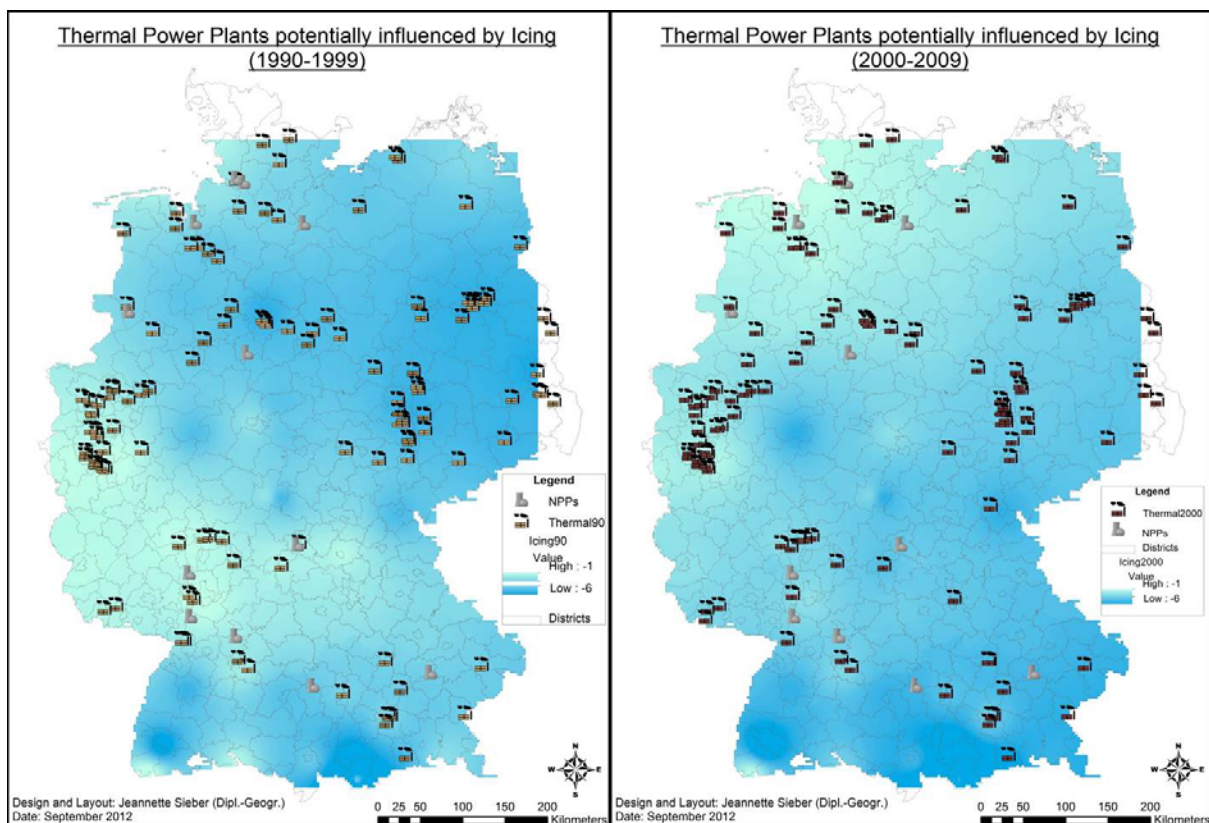 Thermal Power Plants potentially influenced by Icing
(1990-1999)
Legend
NPPs
Thermal90
Icing90
Value
High : -1
Low : -6
Districts
N
W E
S
Design and Layout: Jeannette Sieber (Dipl.-Geogr.)
Date: September 2012
0 25 50 100 150 200
Kilometers
Thermal Power Plants potentially influenced by Icing
(2000-2009)
Legend
Thermal2000
NPPs
Districts
Icing2000
Value
High : -1
Low : -6
N
W E
S
Design and Layout: Jeannette Sieber (Dipl.-Geogr.)
Date: September 2012
0 25 50 100 150 200
Kilometers